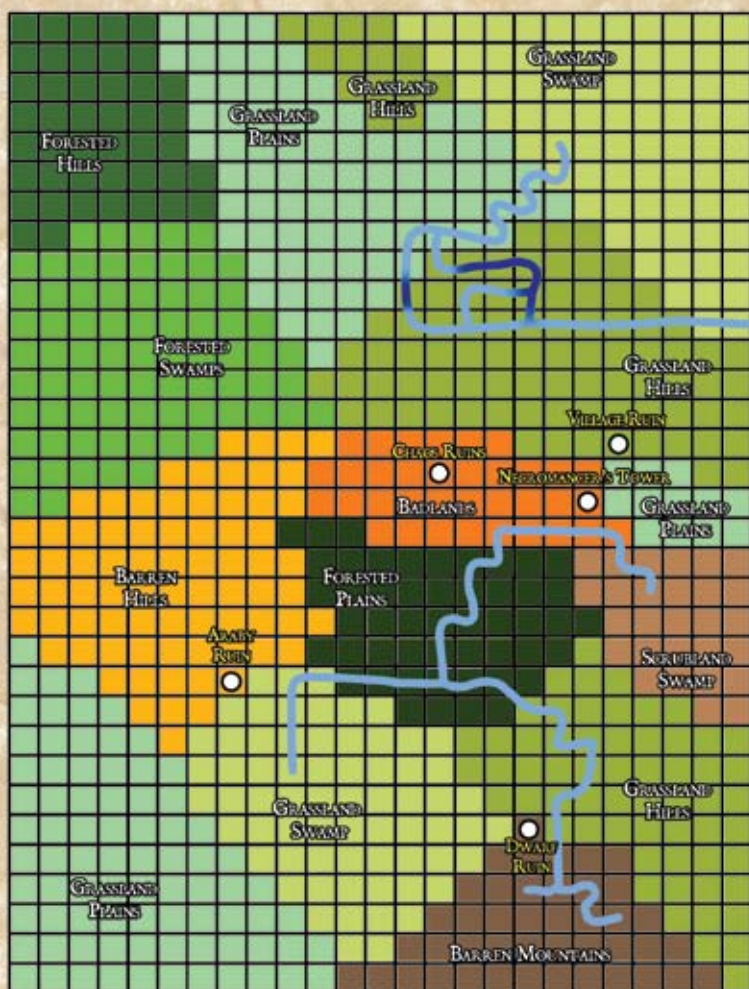 Grassland
Swamp
Grassland
Hills
Grassland
Plains
Forested
Hills
Forested
Swamps
Grassland
Hills
Village Ruin
Chaos Ruins
Necromancer's Tower
Badlands
Grassland
Plains
Barren
Hills
Forested
Plains
Araby
Ruin
Scrubland
Swamp
Grassland
Hills
Grassland
Swamp
Dwarf
Ruin
Grassland
Plains
Barren Mountains